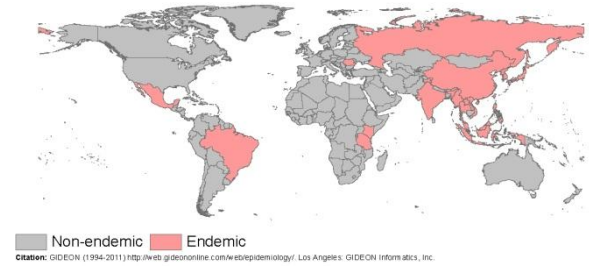 Non-endemic Endemic
Citation: GIDEON (1994-2011) http://web.gideononline.com/web/epidemiology/. Los Angeles: GIDEON Informatics, Inc.